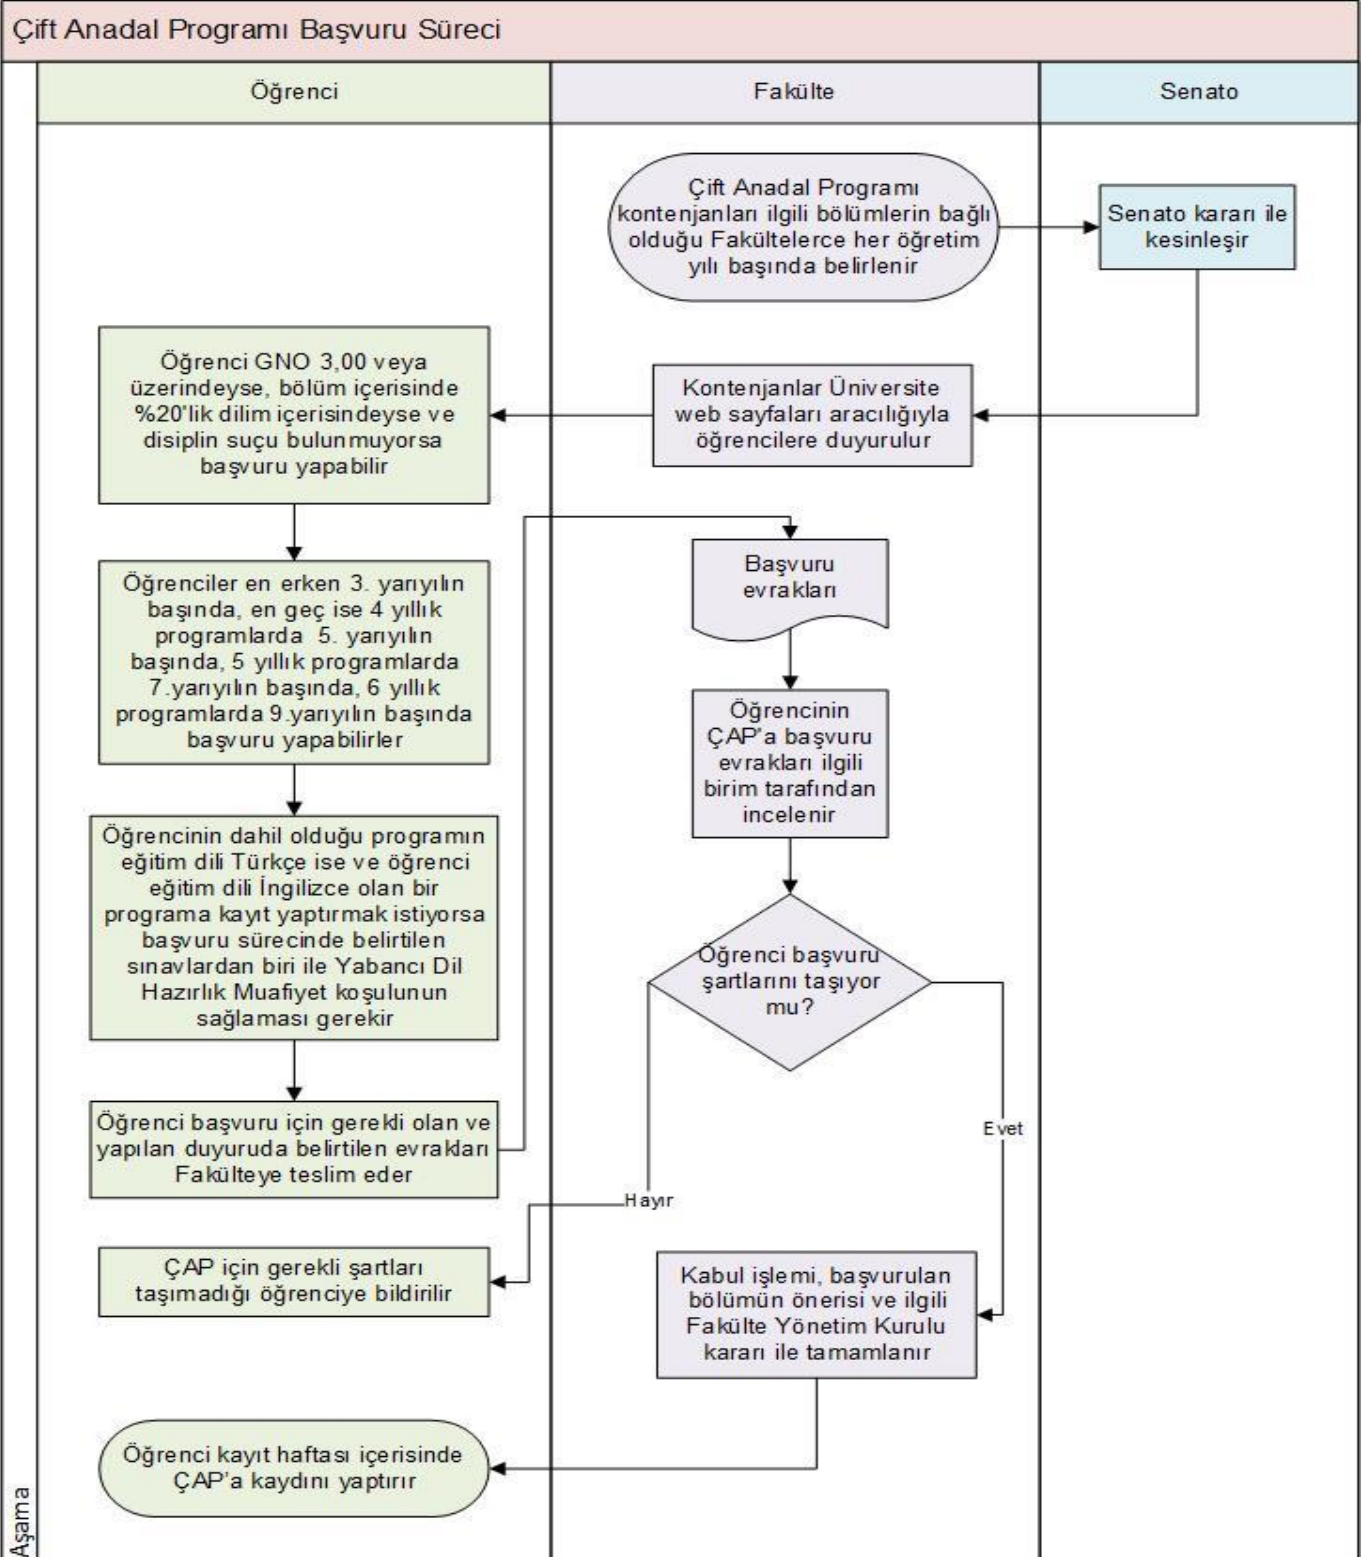 Çift Anadal Programı Başvuru Süreci
Öğrenci
Fakülte
Senato
Çift Anadal Programı
kontenjanları ilgili bölümlerin bağlı
olduğu Fakültelerce her öğretim
yılı başında belirlenir
Senato kararı ile
kesinleşir
Kontenjanlar Üniversite
web sayfaları aracılığıyla
öğrencilere duyurulur
Öğrenci GNO 3,00 veya
üzerindeyse, bölüm içerisinde
%20'lik dilim içerisindeyse ve
disiplin suçu bulunmuyorsa
başvuru yapabilir
Öğrenciler en erken 3. yarıyılın
başında, en geç ise 4 yıllık
programlarda 5. yarıyılın
başında, 5 yıllık programlarda
7.yarıyılın başında, 6 yıllık
programlarda 9.yarıyılın başında
başvuru yapabilirler
Öğrencinin dahil olduğu programın
eğitim dili Türkçe ise ve öğrenci
eğitim dili İngilizce olan bir
programa kayıt yaptırmak istiyorsa
başvuru sürecinde belirtilen
sınavlardan biri ile Yabancı Dil
Hazırlık Muafiyet koşulunun
sağlaması gerekir
Öğrenci başvuru için gerekli olan ve
yapılan duyuruda belirtilen evrakları
Fakülteye teslim eder
Başvuru
evrakları
Öğrencinin
ÇAP'a başvuru
evrakları ilgili
birim tarafından
incelenir
Öğrenci başvuru
şartlarını taşıyor
mu?
Evet
Hayır
ÇAP için gerekli şartları
taşımadığı öğrenciye bildirilir
Kabul işlemi, başvurulan
bölümün önerisi ve ilgili
Fakülte Yönetim Kurulu
kararı ile tamamlanır
Öğrenci kayıt haftası içerisinde
ÇAP'a kaydını yaptırır
Aşama